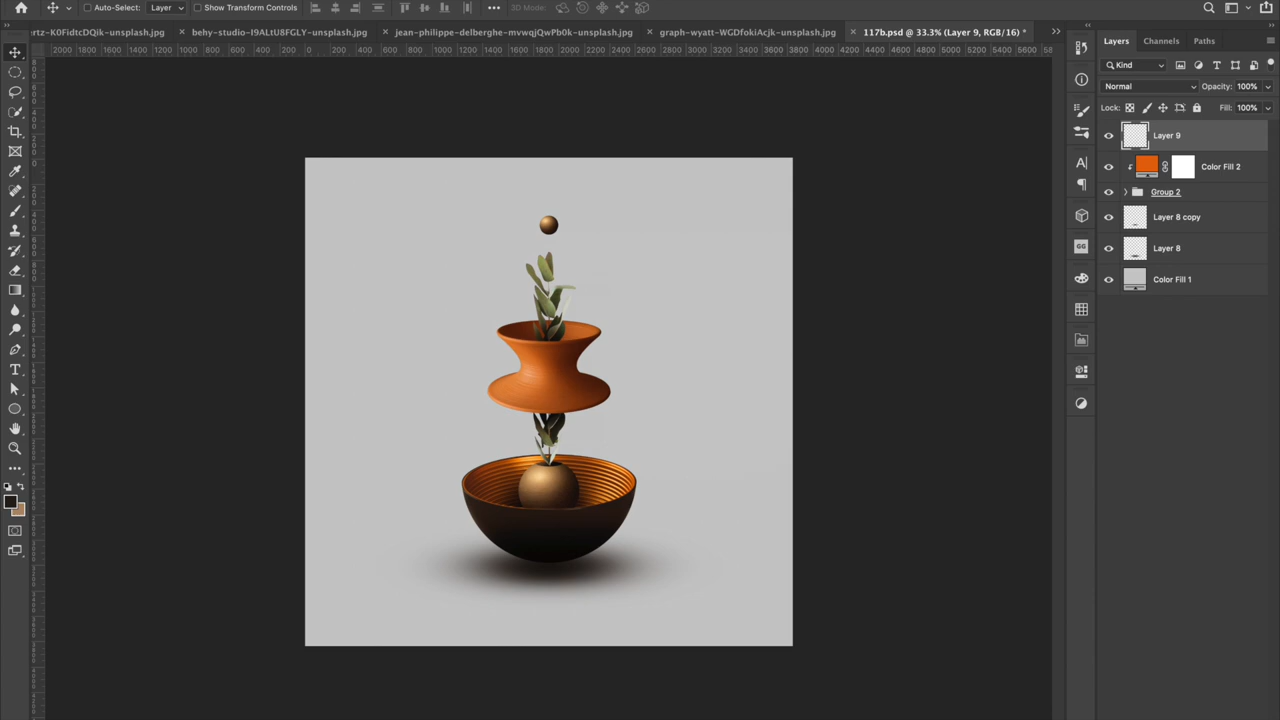 Auto-Select: Layer Show Transform Controls 3D Mode:
ertz-K0FidtcDQik-unsplash.jpg behy-studio-I9ALtU8FGLY-unsplash.jpg jean-philippe-delberghe-mvwqjQwPb0k-unsplash.jpg graph-wyatt-WGDfokiAcjk-unsplash.jpg 117b.psd @ 33.3% (Layer 9, RGB/16) *
2000 1800 1600 1400 1200 1000 800 600 400 200 0 200 400 600 800 1000 1200 1400 1600 1800 2000 2200 2400 2600 2800 3000 3200 3400 3600 3800 4000 4200 4400 4600 4800 5000 5200 5400 5600 58
Layers Channels Paths
Kind
Normal Opacity: 100%
Lock: Fill: 100%
Layer 9
Color Fill 2
Group 2
Layer 8 copy
GG
Layer 8
Color Fill 1